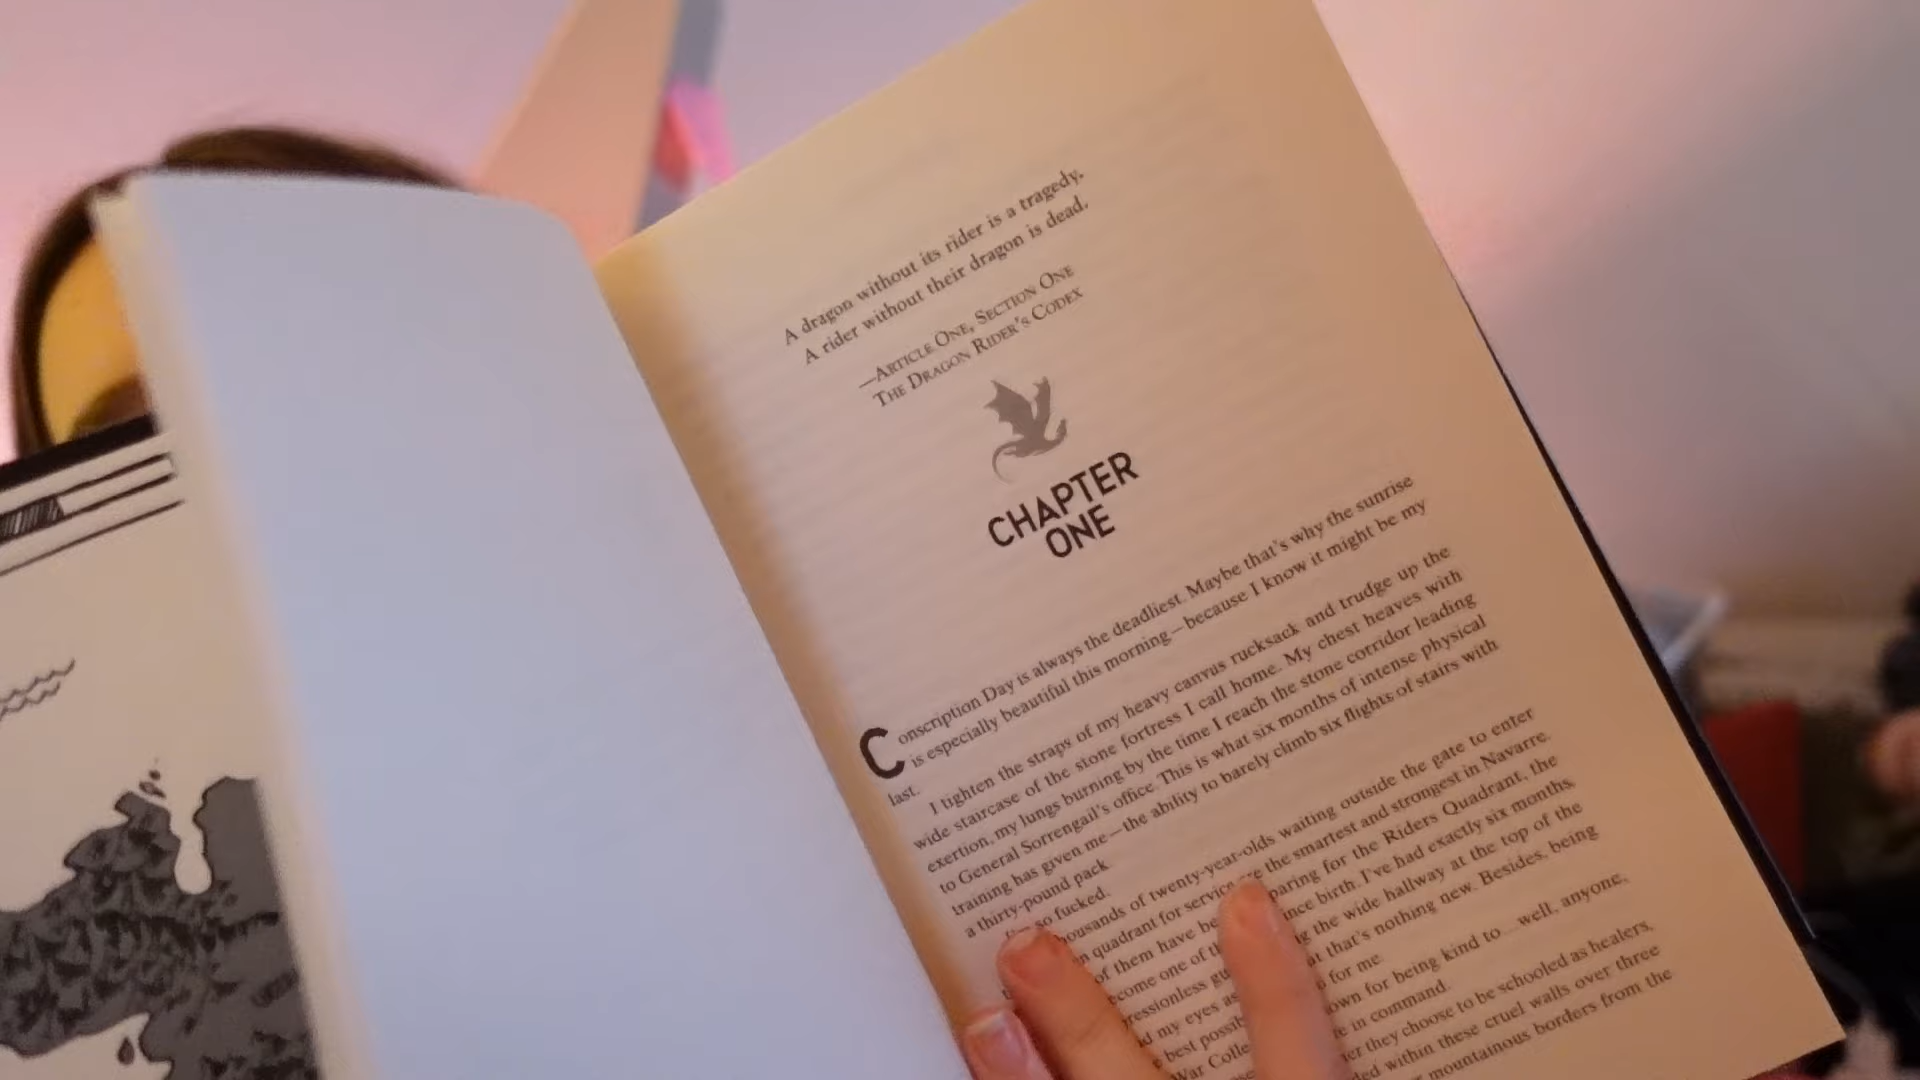 A dragon without its rider is a tragedy.
A rider without their dragon is dead.
—ARTICLE ONE, SECTION ONE
THE DRAGON RIDER'S CODEX
CHAPTER
ONE
Conscription Day is always the deadliest. Maybe that's why the sunrise
is especially beautiful this morning—because I know it might be my
last.
I tighten the straps of my heavy canvas rucksack and trudge up the
wide staircase of the stone fortress I call home. My chest heaves with
exertion, my lungs burning by the time I reach the stone corridor leading
to General Sorrengail's office. This is what six months of intense physical
training has given me—the ability to barely climb six flights of stairs with
a thirty-pound pack.
so fucked.
of twenty-year-olds waiting outside the gate to enter
quadrant for service are the smartest and strongest in Navarre.
of them have for the Riders Quadrant, the
one of birth. I've had exactly six months.
the wide hallway at the top of the
my eyes that's nothing new. Besides, being
best for me.
for being kind to well, anyone,
War in command.
they choose to be schooled as healers,
within these cruel walls over three
mountainous borders from the